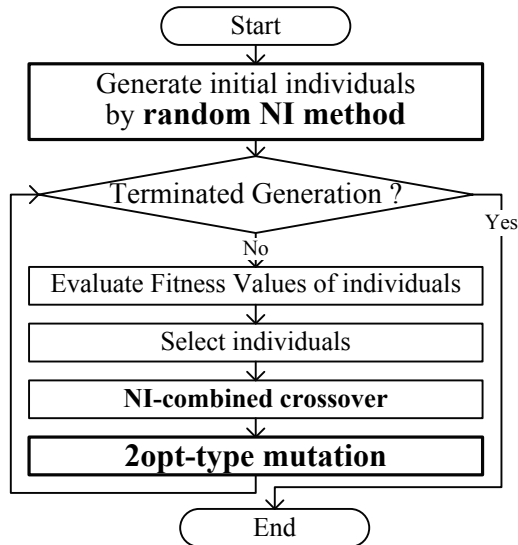 Start
Generate initial individuals
by random NI method
Terminated Generation ?
Yes
No
Evaluate Fitness Values of individuals
Select individuals
NI-combined crossover
2opt-type mutation
End